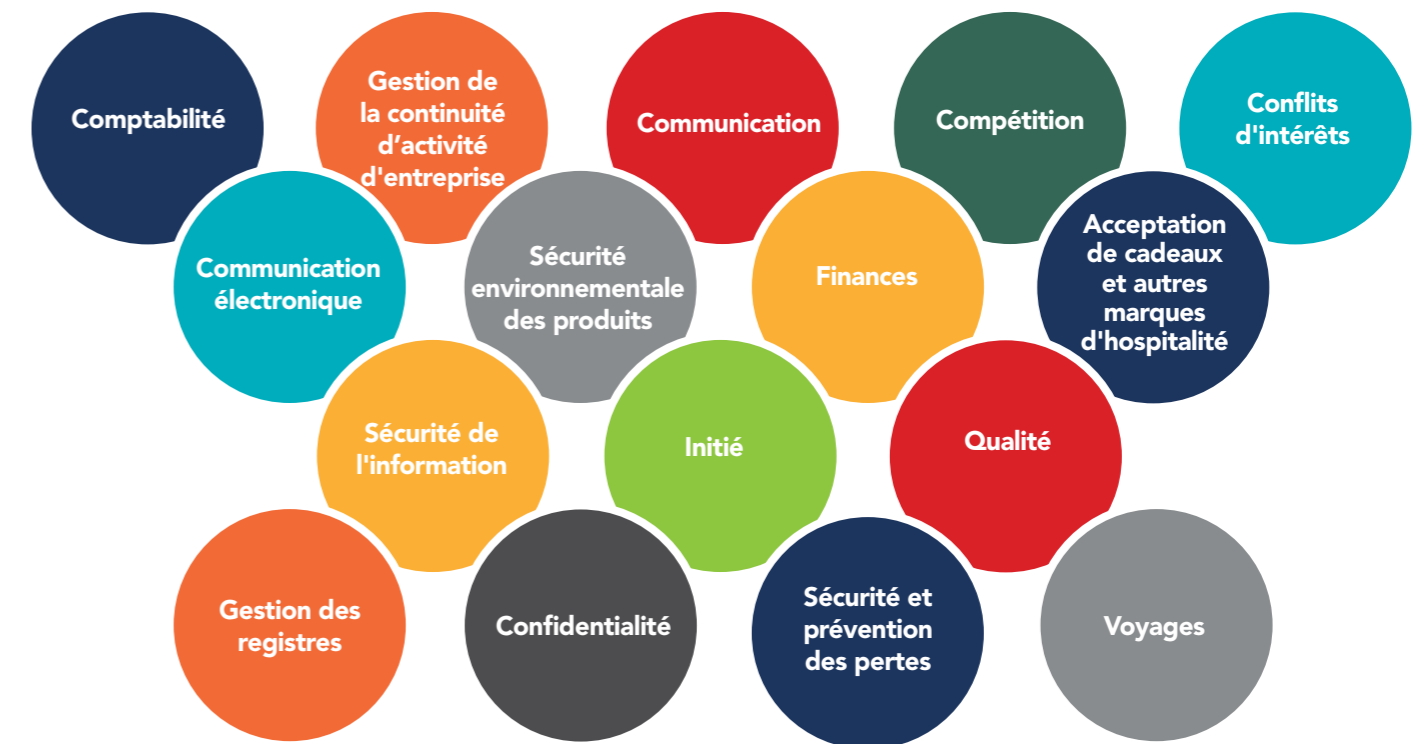 Comptabilité
Gestion de
la continuité
d’activité
d'entreprise
Communication
Compétition
Conflits
d'intérêts
Communication
électronique
Sécurité
environnementale
des produits
Finances
Acceptation
de cadeaux
et autres
marques
d'hospitalité
Sécurité de
l'information
Initié
Qualité
Gestion des
registres
Confidentialité
Sécurité et
prévention
des pertes
Voyages